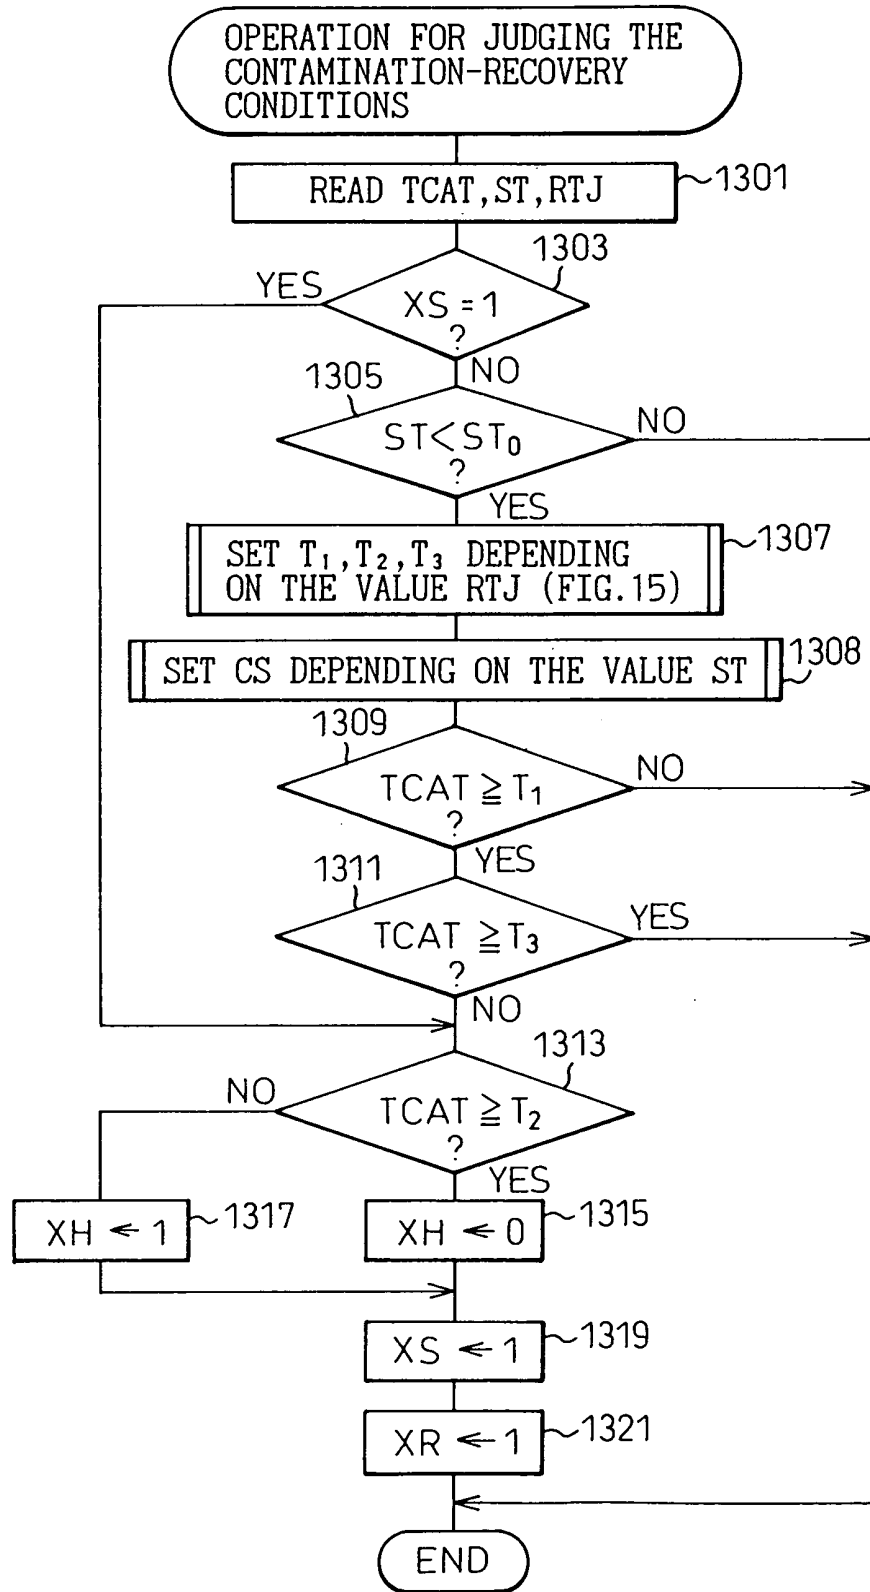 OPERATION FOR JUDGING THE
CONTAMINATION-RECOVERY
CONDITIONS
READ TCAT,ST,RTJ
1301
1303
YES
XS = 1
?
NO
1305
NO
ST<ST₀
?
YES
SET T₁,T₂,T₃ DEPENDING
ON THE VALUE RTJ (FIG.15)
1307
SET CS DEPENDING ON THE VALUE ST
1308
1309
NO
TCAT ≧ T₁
?
YES
1311
YES
TCAT ≧ T₃
?
NO
1313
NO
TCAT ≧ T₂
?
YES
XH ← 1
1317
XH ← 0
1315
XS ← 1
1319
XR ← 1
1321
END